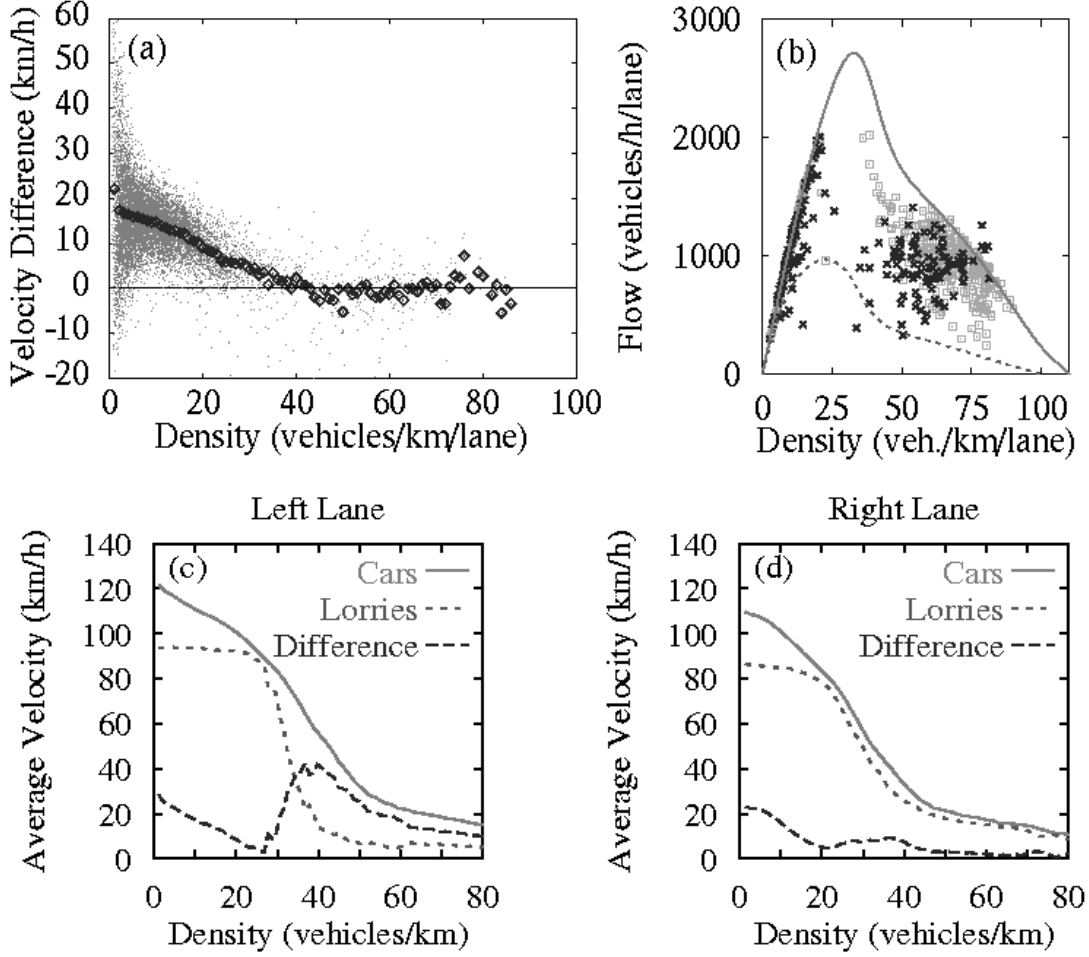 (a)
Velocity Difference (km/h)
60
50
40
30
20
10
0
-10
-20
0 20 40 60 80 100
Density (vehicles/km/lane)
(b)
Flow (vehicles/h/lane)
3000
2000
1000
0
0 25 50 75 100
Density (veh./km/lane)
Left Lane
(c)
Average Velocity (km/h)
140
120
100
80
60
40
20
0
Cars
Lorries
Difference
0 20 40 60 80
Density (vehicles/km)
Right Lane
(d)
Average Velocity (km/h)
140
120
100
80
60
40
20
0
Cars
Lorries
Difference
0 20 40 60 80
Density (vehicles/km)